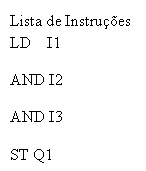 Lista de Instruções
LD I1
AND I2
AND I3
ST Q1